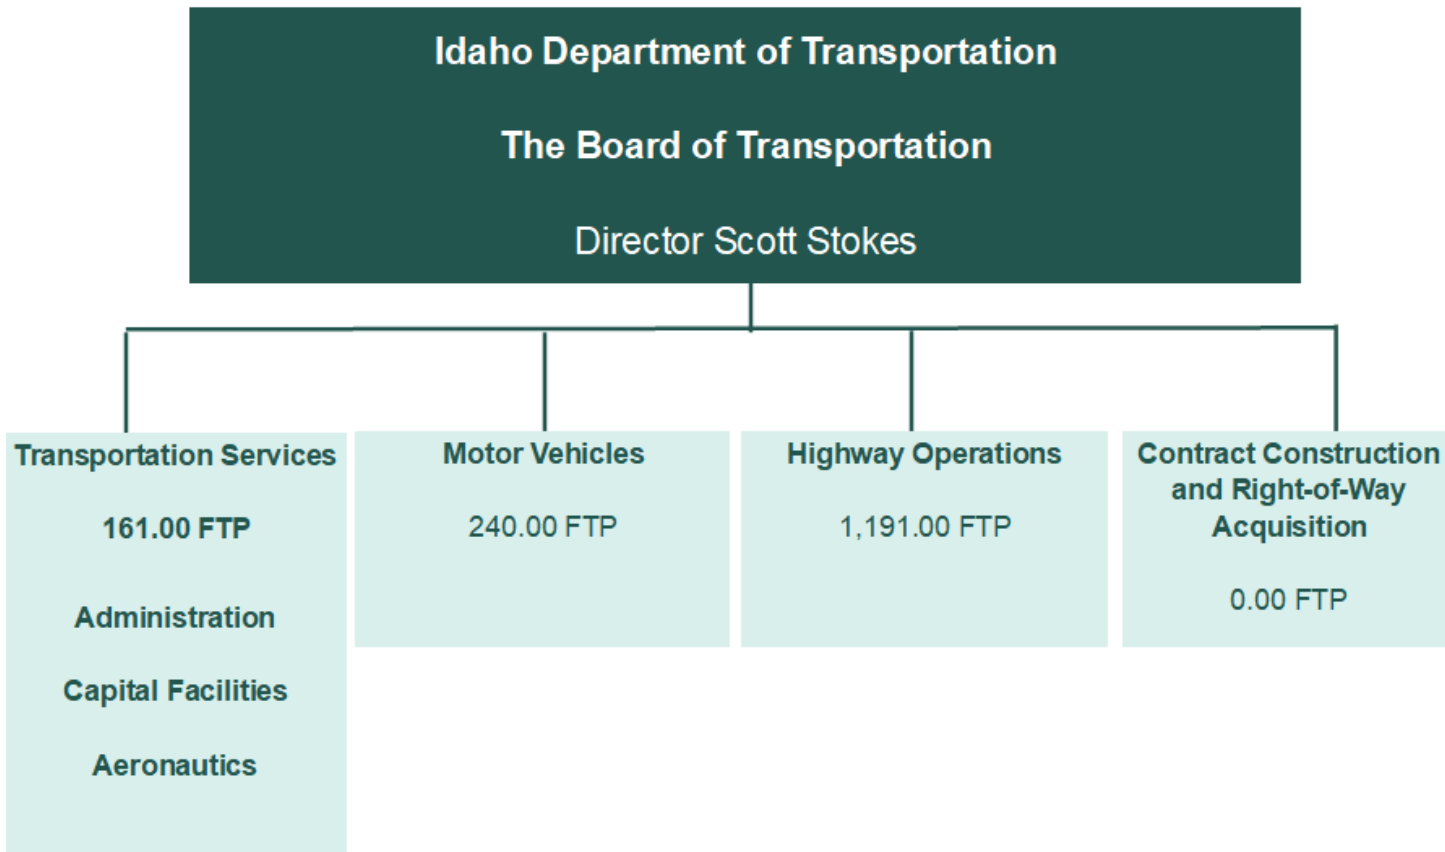 Idaho Department of Transportation
The Board of Transportation
Director Scott Stokes
Transportation Services
161.00 FTP
Administration
Capital Facilities
Aeronautics
Motor Vehicles
240.00 FTP
Highway Operations
1,191.00 FTP
Contract Construction
and Right-of-Way
Acquisition
0.00 FTP